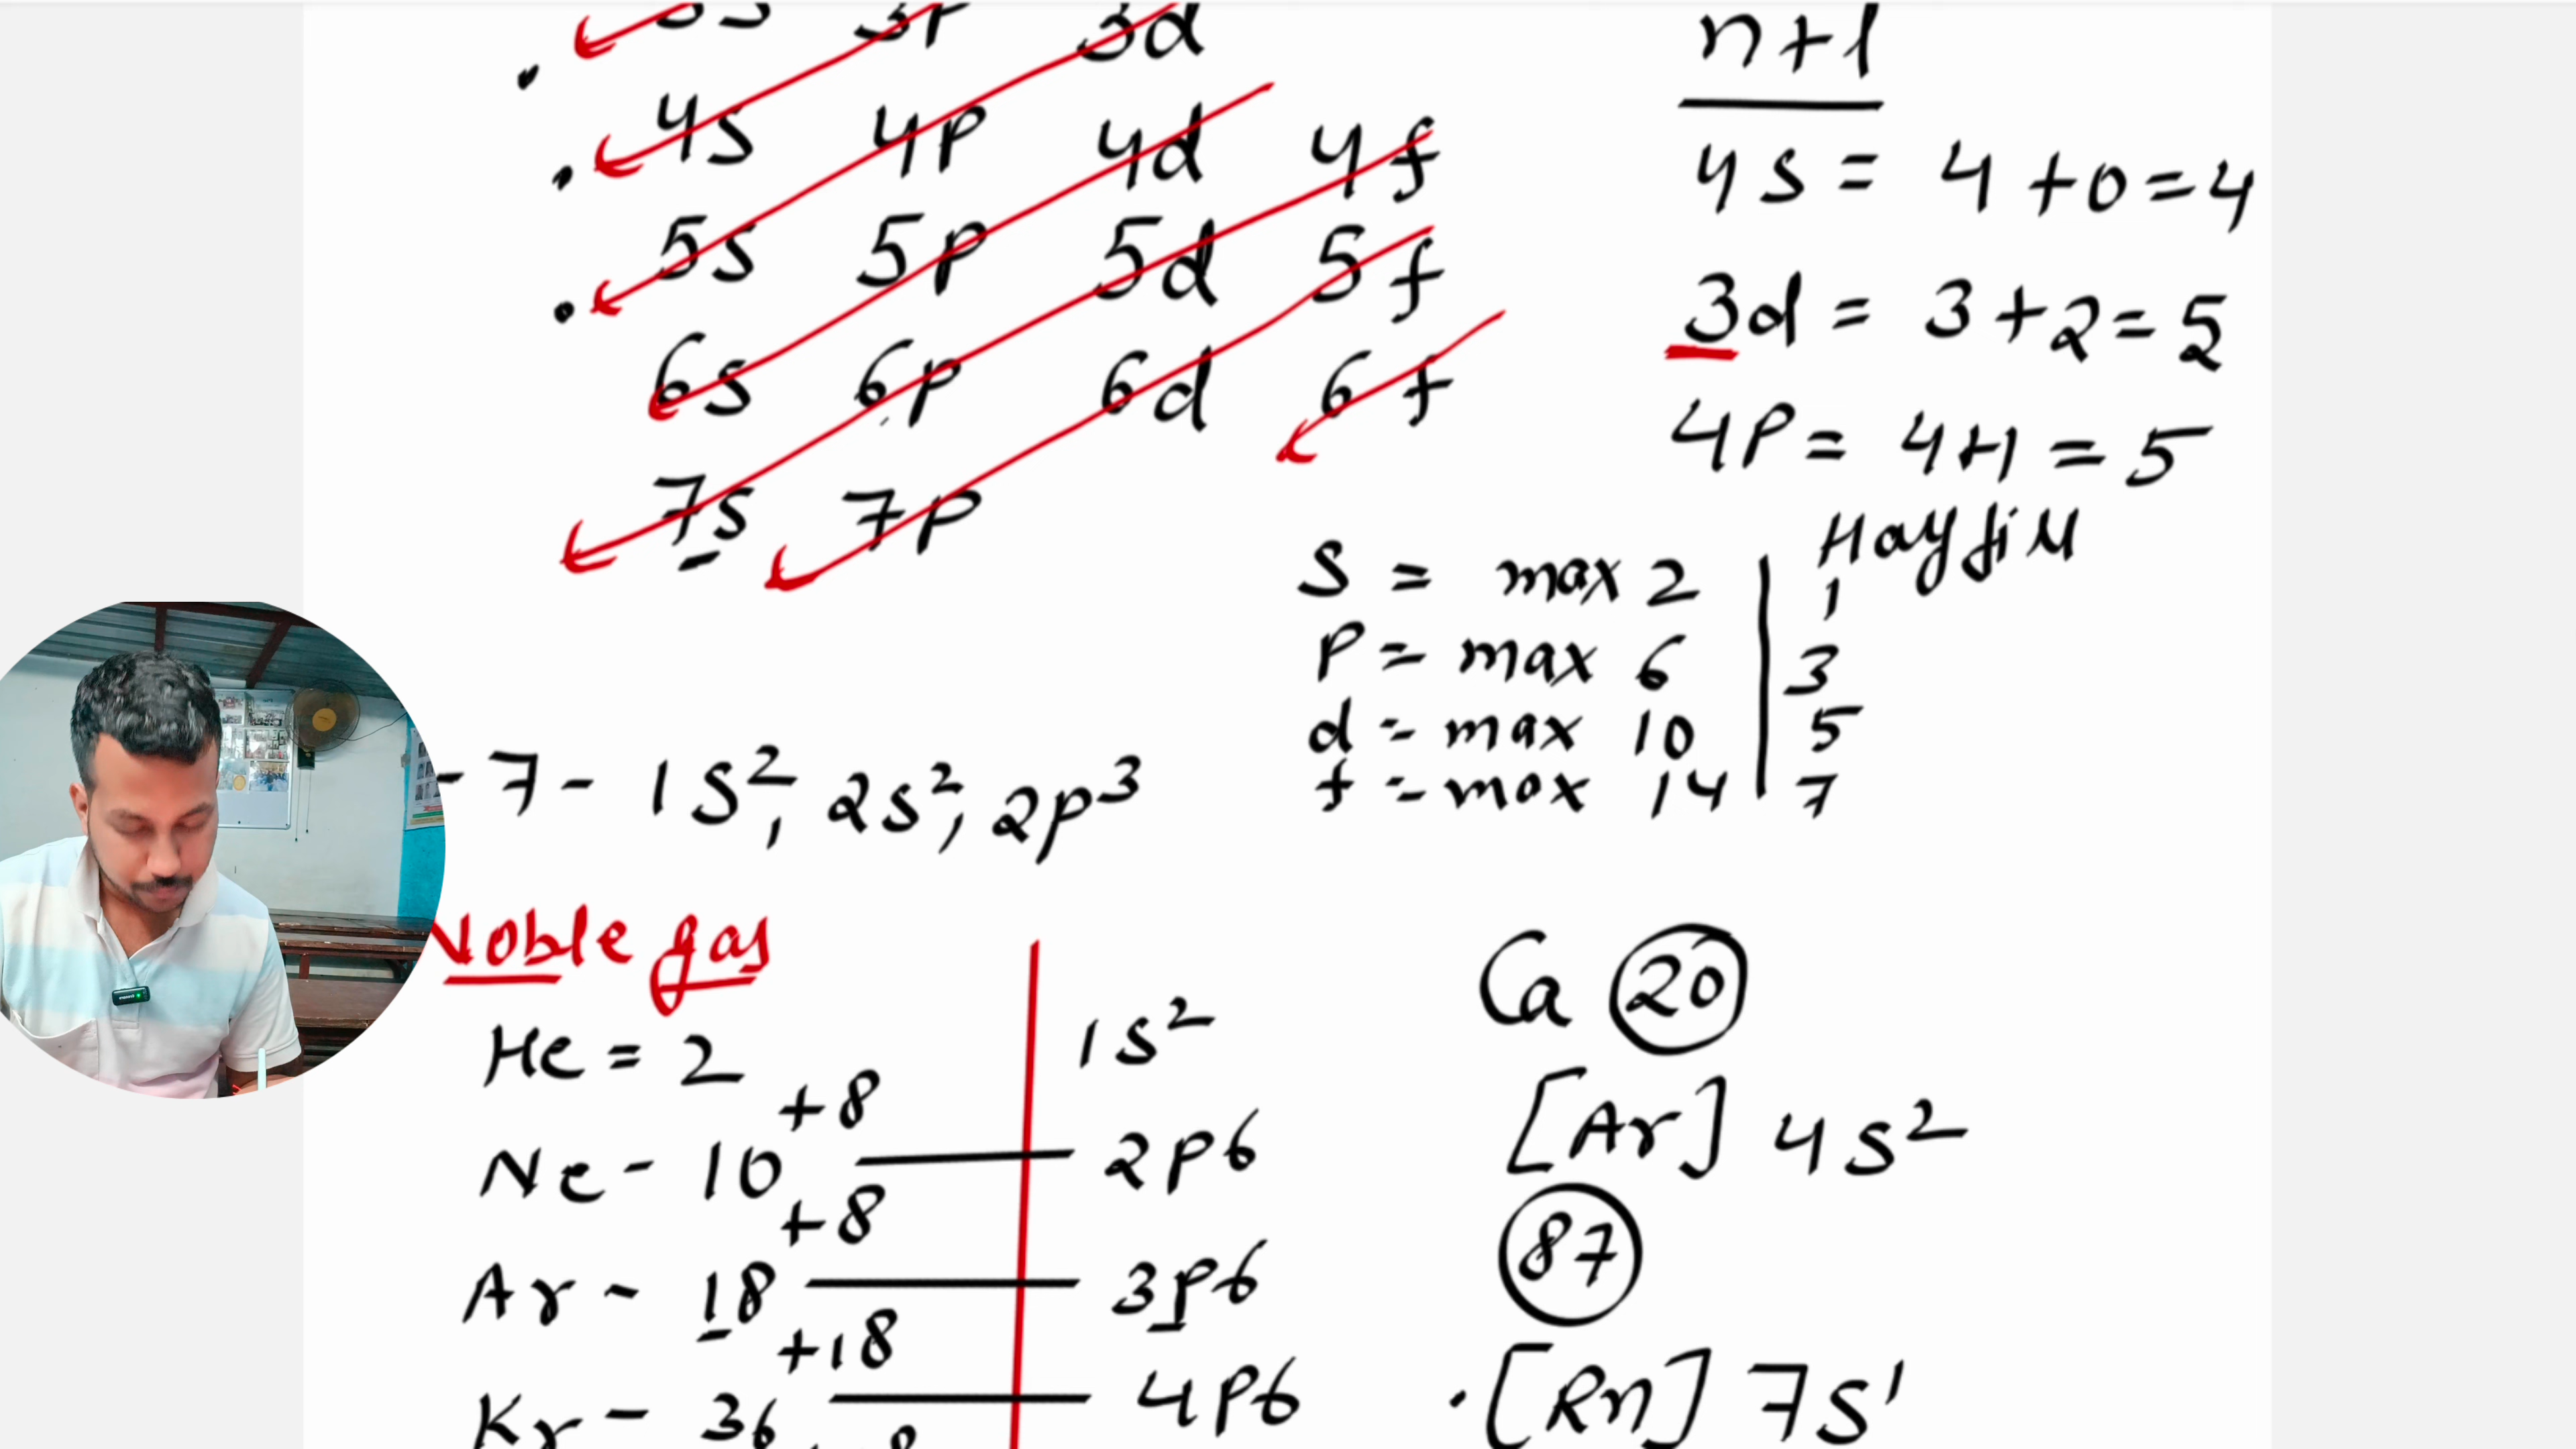 3s 3p 3d
4s 4p 4d 4f
5s 5p 5d 5f
6s 6p 6d 6f
7s 7p
n+l
4s = 4+0=4
3d = 3+2=5
4p = 4+1=5
Hayfill
s = max 2 | 1
p = max 6 | 3
d = max 10 | 5
f = max 14 | 7
- 7 - 1s², 2s², 2p³
Noble gas
He = 2 1s²
+8
Ne - 10 2p6
+8
Ar - 18 3p6
+18
Kr - 36 4p6
Ca 20
[Ar] 4s²
87
[Rn] 7s¹